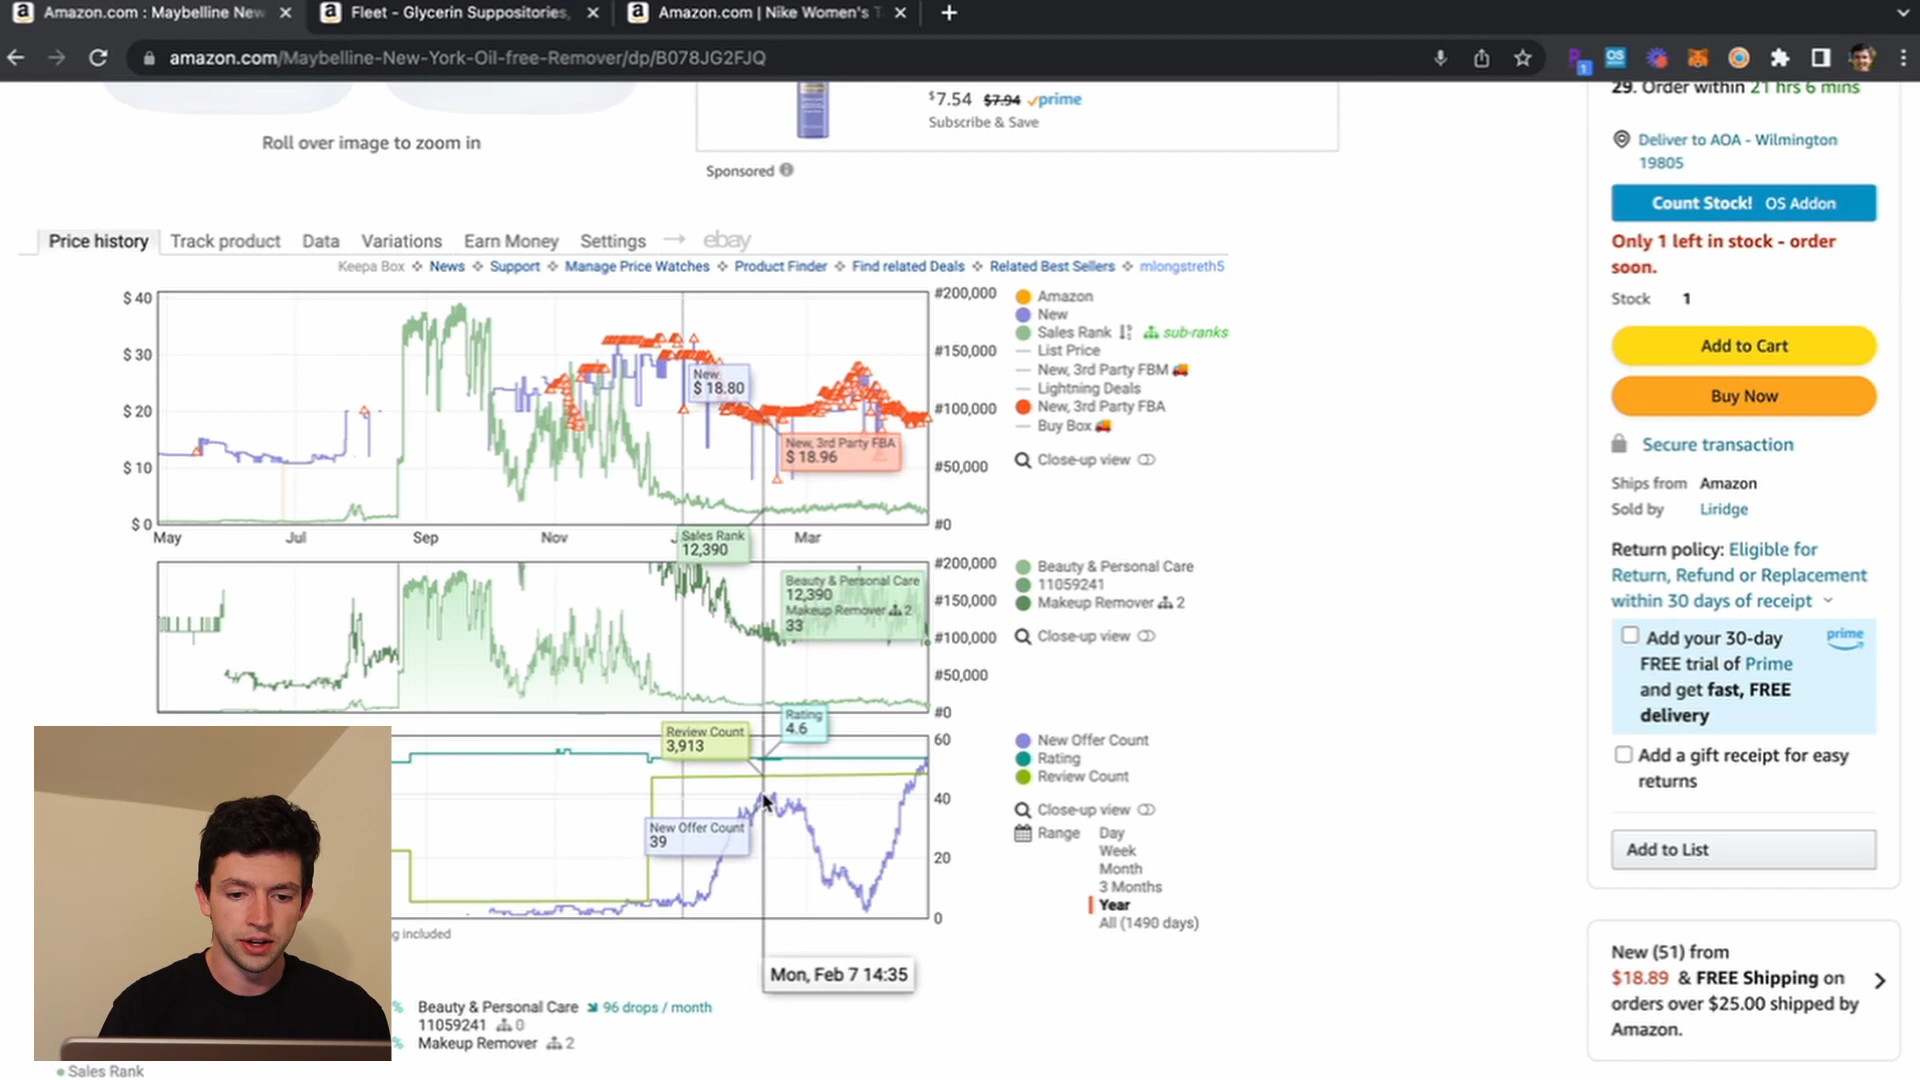 Amazon.com : Maybelline New
Fleet - Glycerin Suppositories,
Amazon.com | Nike Women's T
amazon.com/Maybelline-New-York-Oil-free-Remover/dp/B078JG2FJQ
OS
1
Roll over image to zoom in
$7.54 $7.94 prime
Subscribe & Save
Sponsored
29. Order within 21 hrs 6 mins
Deliver to AOA - Wilmington
19805
Count Stock! OS Addon
Only 1 left in stock - order
soon.
Stock 1
Add to Cart
Buy Now
Secure transaction
Ships from Amazon
Sold by Liridge
Return policy: Eligible for
Return, Refund or Replacement
within 30 days of receipt
Add your 30-day
FREE trial of Prime
and get fast, FREE
delivery
prime
Add a gift receipt for easy
returns
Add to List
New (51) from
$18.89 & FREE Shipping on
orders over $25.00 shipped by
Amazon.
Price history Track product Data Variations Earn Money Settings ebay
Keepa Box News Support Manage Price Watches Product Finder Find related Deals Related Best Sellers mlongstreth5
$ 40
$ 30
$ 20
$ 10
$ 0
#200,000
#150,000
#100,000
#50,000
#0
May Jul Sep Nov Mar
New
$ 18.80
New, 3rd Party FBA
$ 18.96
Sales Rank
12,390
Amazon
New
Sales Rank sub-ranks
List Price
New, 3rd Party FBM
Lightning Deals
New, 3rd Party FBA
Buy Box
Close-up view
#200,000
#150,000
#100,000
#50,000
#0
Beauty & Personal Care
12,390
Makeup Remover 2
33
Beauty & Personal Care
11059241
Makeup Remover 2
Close-up view
Review Count
3,913
Rating
4.6
New Offer Count
39
60
40
20
0
New Offer Count
Rating
Review Count
Close-up view
Range Day
Week
Month
3 Months
Year
All (1490 days)
g included
Mon, Feb 7 14:35
% Beauty & Personal Care 96 drops / month
11059241 0
% Makeup Remover 2
Sales Rank